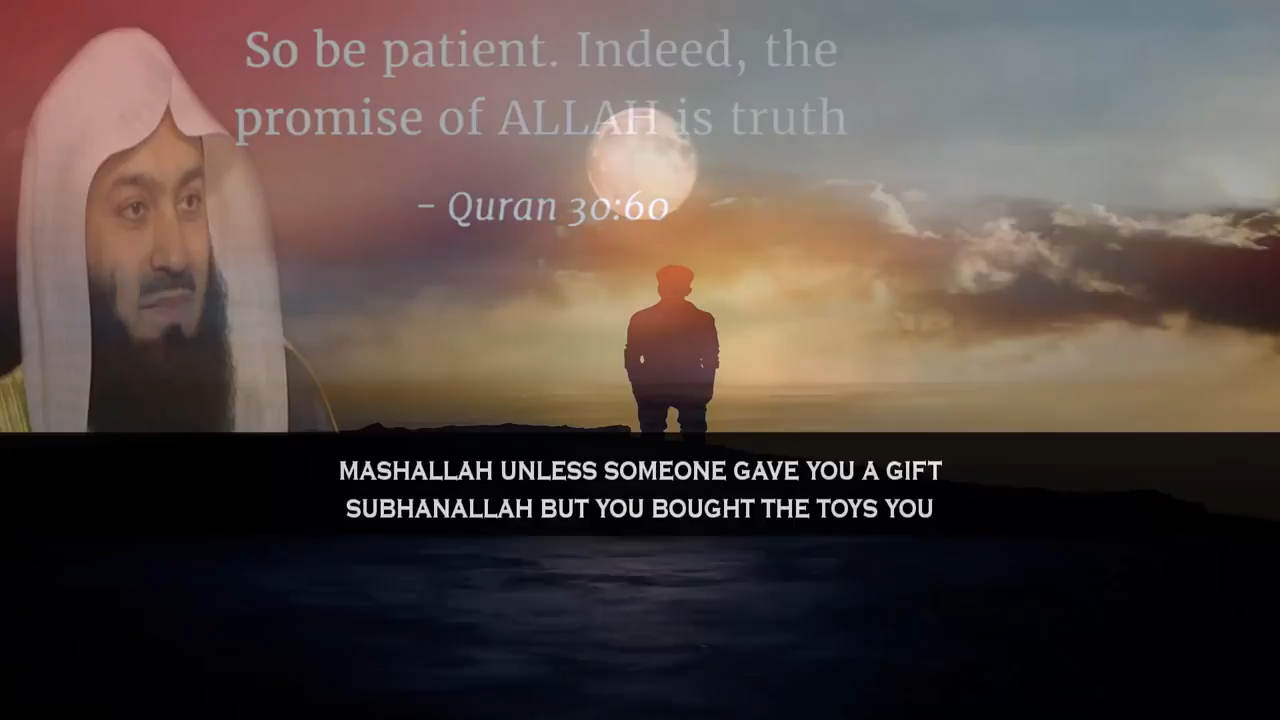 So be patient. Indeed, the
promise of ALLAH is truth
- Quran 30:60
MASHALLAH UNLESS SOMEONE GAVE YOU A GIFT
SUBHANALLAH BUT YOU BOUGHT THE TOYS YOU